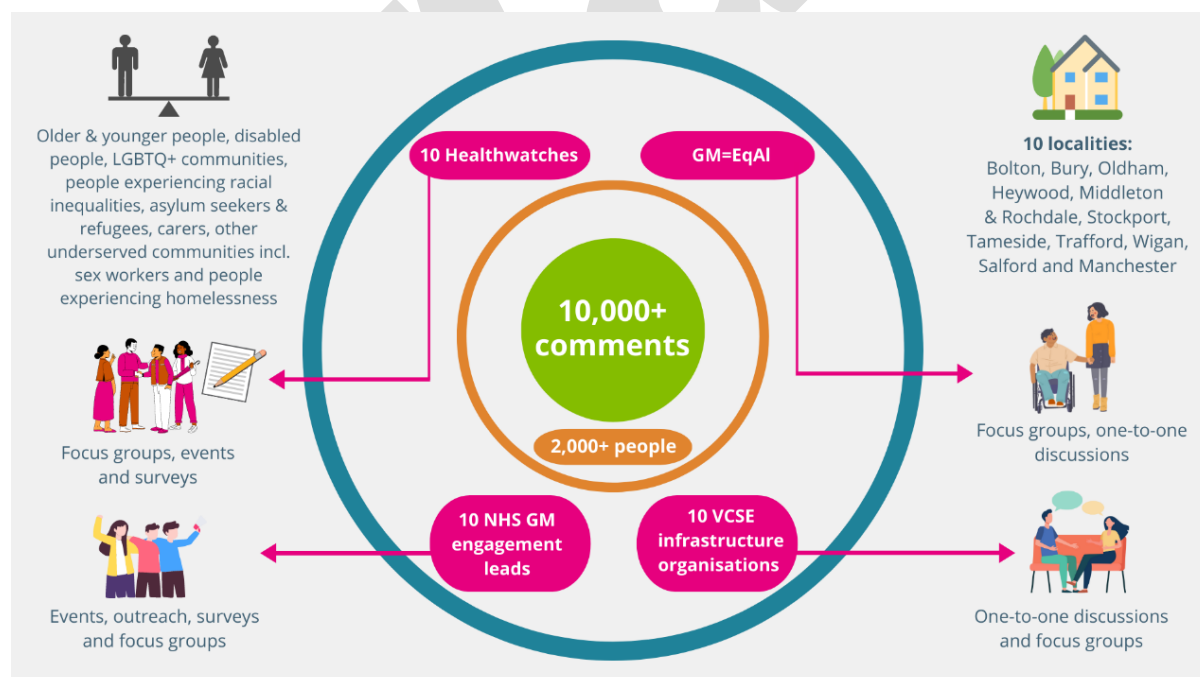 Older & younger people, disabled
people, LGBTQ+ communities,
people experiencing racial
inequalities, asylum seekers &
refugees, carers, other
underserved communities incl.
sex workers and people
experiencing homelessness
Focus groups, events
and surveys
Events, outreach, surveys
and focus groups
10 Healthwatches
GM=EqAl
10,000+
comments
2,000+ people
10 NHS GM
engagement
leads
10 VCSE
infrastructure
organisations
10 localities:
Bolton, Bury, Oldham,
Heywood, Middleton
& Rochdale, Stockport,
Tameside, Trafford, Wigan,
Salford and Manchester
Focus groups, one-to-one
discussions
One-to-one discussions
and focus groups